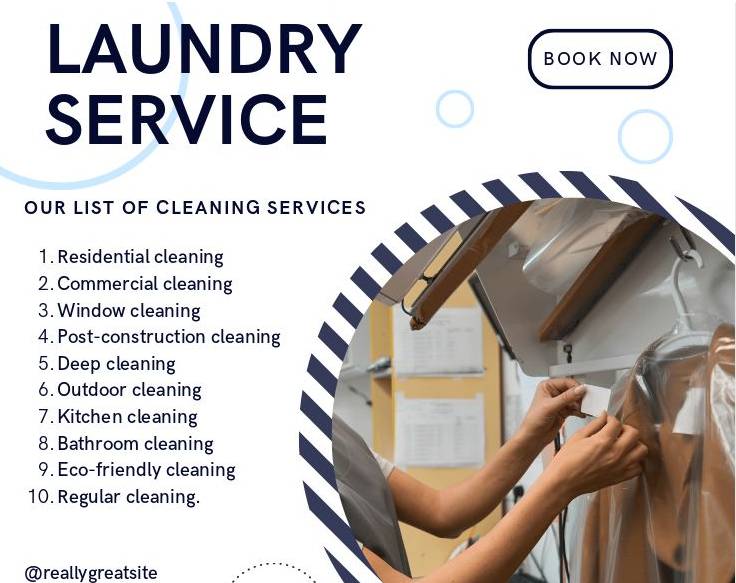 LAUNDRY
SERVICE
BOOK NOW
OUR LIST OF CLEANING SERVICES
1. Residential cleaning
2. Commercial cleaning
3. Window cleaning
4. Post-construction cleaning
5. Deep cleaning
6. Outdoor cleaning
7. Kitchen cleaning
8. Bathroom cleaning
9. Eco-friendly cleaning
10. Regular cleaning.
@reallygreatsite